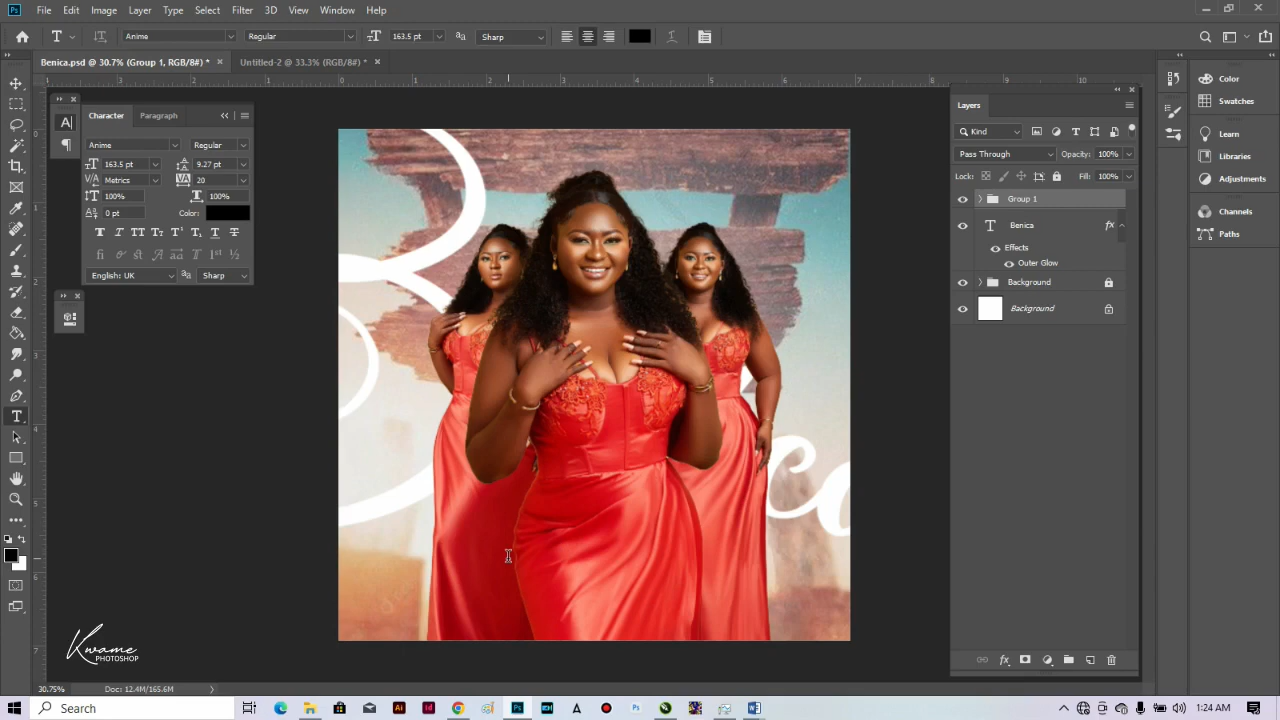 Ps File Edit Image Layer Type Select Filter 3D View Window Help
T Anime Regular 163.5 pt Sharp
Benica.psd @ 30.7% (Group 1, RGB/8#) * × Untitled-2 @ 33.3% (RGB/8#) * ×
Character Paragraph
Anime Regular
163.5 pt 9.27 pt
Metrics 20
100% 100%
0 pt Color:
English: UK Sharp
Layers
Kind
Pass Through Opacity: 100%
Lock: Fill: 100%
Group 1
Benica fx
Effects
Outer Glow
Background
Background
Color
Swatches
Learn
Libraries
Adjustments
Channels
Paths
Kwame
PHOTOSHOP
30.75% Doc: 12.4M/165.6M
Search
1:24 AM